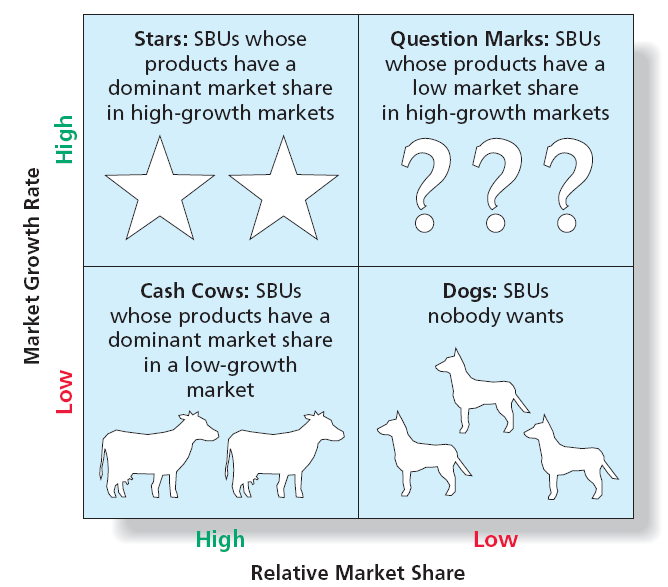 Stars: SBUs whose
products have a
dominant market share
in high-growth markets
Question Marks: SBUs
whose products have a
low market share
in high-growth markets
? ? ?
Cash Cows: SBUs
whose products have a
dominant market share
in a low-growth
market
Dogs: SBUs
nobody wants
Market Growth Rate
High
Low
High
Low
Relative Market Share